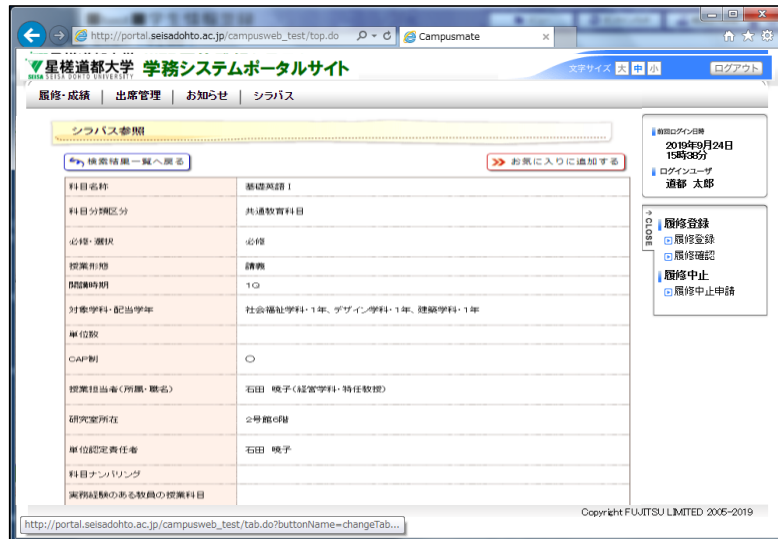 http://portal.seisadohto.ac.jp/campusweb_test/top.do
Campusmate
星槎道都大学 学務システムポータルサイト
SEISA DOHTO UNIVERSITY
文字サイズ 大 中 小
ログアウト
履修・成績 | 出席管理 | お知らせ | シラバス
シラバス参照
検索結果一覧へ戻る
お気に入りに追加する
科目名称 基礎英語Ⅰ
科目分類区分 共通教育科目
必修・選択 必修
授業形態 講義
開講時期 1Q
対象学科・配当学年 社会福祉学科・1年、デザイン学科・1年、建築学科・1年
単位数
CAP制 〇
授業担当者(所属・職名) 石田 暁子(経営学科・特任教授)
研究室所在 2号館6階
単位認定責任者 石田 暁子
科目ナンバリング
実務経験のある教員の授業科目
前回ログイン日時
2019年9月24日
15時38分
ログインユーザ
道都 太郎
CLOSE
履修登録
履修登録
履修確認
履修中止
履修中止申請
Copyright FUJITSU LIMITED 2005-2019
http://portal.seisadohto.ac.jp/campusweb_test/tab.do?buttonName=changeTab...